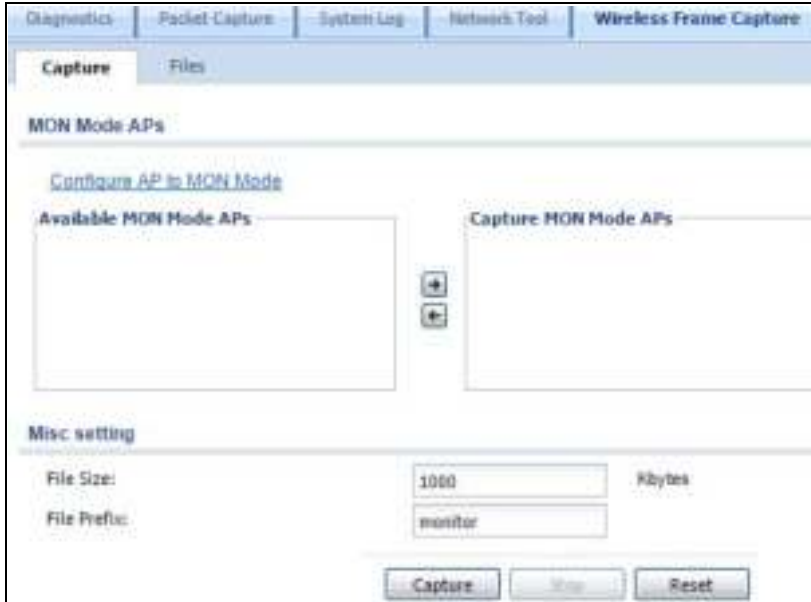 Diagnostics Packet Capture System Log Network Tool Wireless Frame Capture
Capture Files
MON Mode APs
Configure AP to MON Mode
Available MON Mode APs Capture MON Mode APs
Misc setting
File Size: 1000 Kbytes
File Prefix: monitor
Capture Stop Reset